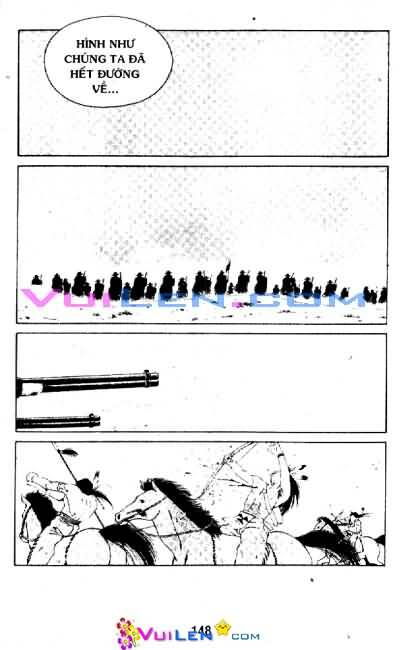 HÌNH NHƯ
CHÚNG TA ĐÃ
HẾT ĐƯỜNG
VỀ...
VUILEN.COM
148
VUILEN.COM